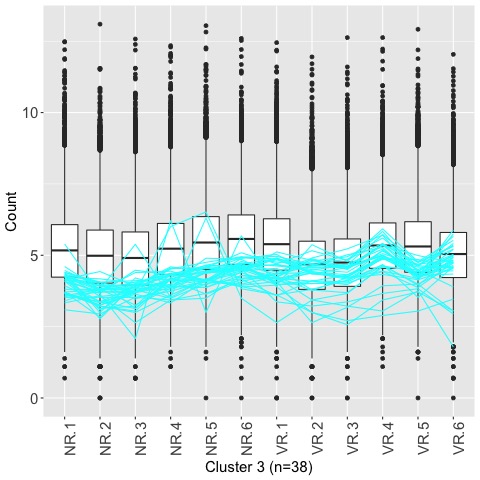 10
5
0
Count
NR.1
NR.2
NR.3
NR.4
NR.5
NR.6
VR.1
VR.2
VR.3
VR.4
VR.5
VR.6
Cluster 3 (n=38)